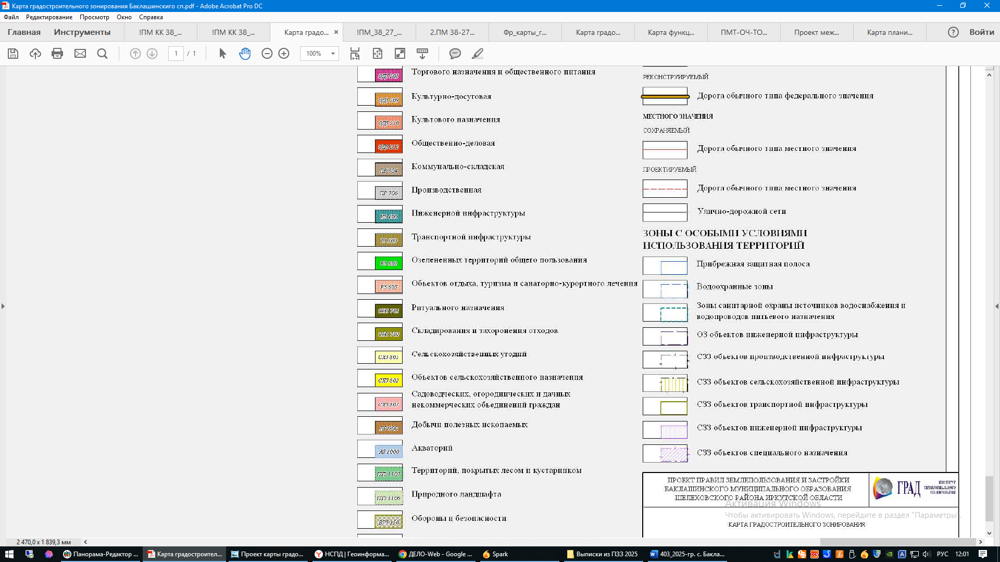 Карта градостроительного зонирования Баклашинскиго сп.pdf - Adobe Acrobat Pro DC
Файл Редактирование Просмотр Окно Справка
Главная Инструменты !ПМ КК 38_... !ПМ КК 38_... Карта градо... × !ПМ_38_27_... 2.ПМ 38-27... Фр_карты_г... Карта градо... Карта функц... ПМТ-ОЧ-ТО... Проект меж... Карта плани... Войти
1 / 1 100%
ОДЗ 208 Торгового назначения и общественного питания
ОДЗ 209 Культурно-досуговая
ОДЗ 210 Культового назначения
ОДЗ 212 Общественно-деловая
ПР 304 Коммунально-складская
ПР 306 Производственная
Инженерной инфраструктуры
Транспортной инфраструктуры
РЗ 602 Озелененных территорий общего пользования
РЗ 605 Объектов отдыха, туризма и санаторно-курортного лечения
СНЗ 701 Ритуального назначения
СНЗ 702 Складирования и захоронения отходов
СХЗ 801 Сельскохозяйственных угодий
СХЗ 802 Объектов сельскохозяйственного назначения
СХЗ 803 Садоводческих, огороднических и дачных
некоммерческих объединений граждан
Добычи полезных ископаемых
АЗ 1000 Акваторий
Территорий, покрытых лесом и кустарником
Природного ландшафта
Обороны и безопасности
РЕКОНСТРУИРУЕМЫЙ
Дорога обычного типа федерального значения
МЕСТНОГО ЗНАЧЕНИЯ
СОХРАНЯЕМЫЙ
Дорога обычного типа местного значения
ПРОЕКТИРУЕМЫЙ
Дорога обычного типа местного значения
Улично-дорожной сети
ЗОНЫ С ОСОБЫМИ УСЛОВИЯМИ
ИСПОЛЬЗОВАНИЯ ТЕРРИТОРИЙ
Прибрежная защитная полоса
Водоохранные зоны
Зоны санитарной охраны источников водоснабжения и
водопроводов питьевого назначения
ОЗ объектов инженерной инфраструктуры
СЗЗ объектов производственной инфраструктуры
СЗЗ объектов сельскохозяйственной инфраструктуры
СЗЗ объектов транспортной инфраструктуры
СЗЗ объектов инженерной инфраструктуры
СЗЗ объектов специального назначения
ПРОЕКТ ПРАВИЛ ЗЕМЛЕПОЛЬЗОВАНИЯ И ЗАСТРОЙКИ
БАКЛАШИНСКОГО МУНИЦИПАЛЬНОГО ОБРАЗОВАНИЯ
ШЕЛЕХОВСКОГО РАЙОНА ИРКУТСКОЙ ОБЛАСТИ
ГРАД
ИНСТИТУТ
ТЕРРИТОРИАЛЬНОГО
ПЛАНИРОВАНИЯ
Активация Windows
Чтобы активировать Windows, перейдите в раздел "Параметры".
КАРТА ГРАДОСТРОИТЕЛЬНОГО ЗОНИРОВАНИЯ
2 470,0 x 1 839,3 мм
Панорама-Редактор ... Карта градостроител... Проект карты градо... НСПД | Геоинформа... ДЕЛО-Web - Google ... Spark Выписки из ПЗЗ 2025 403_2025-гр. с. Бакла... РУС 12:01